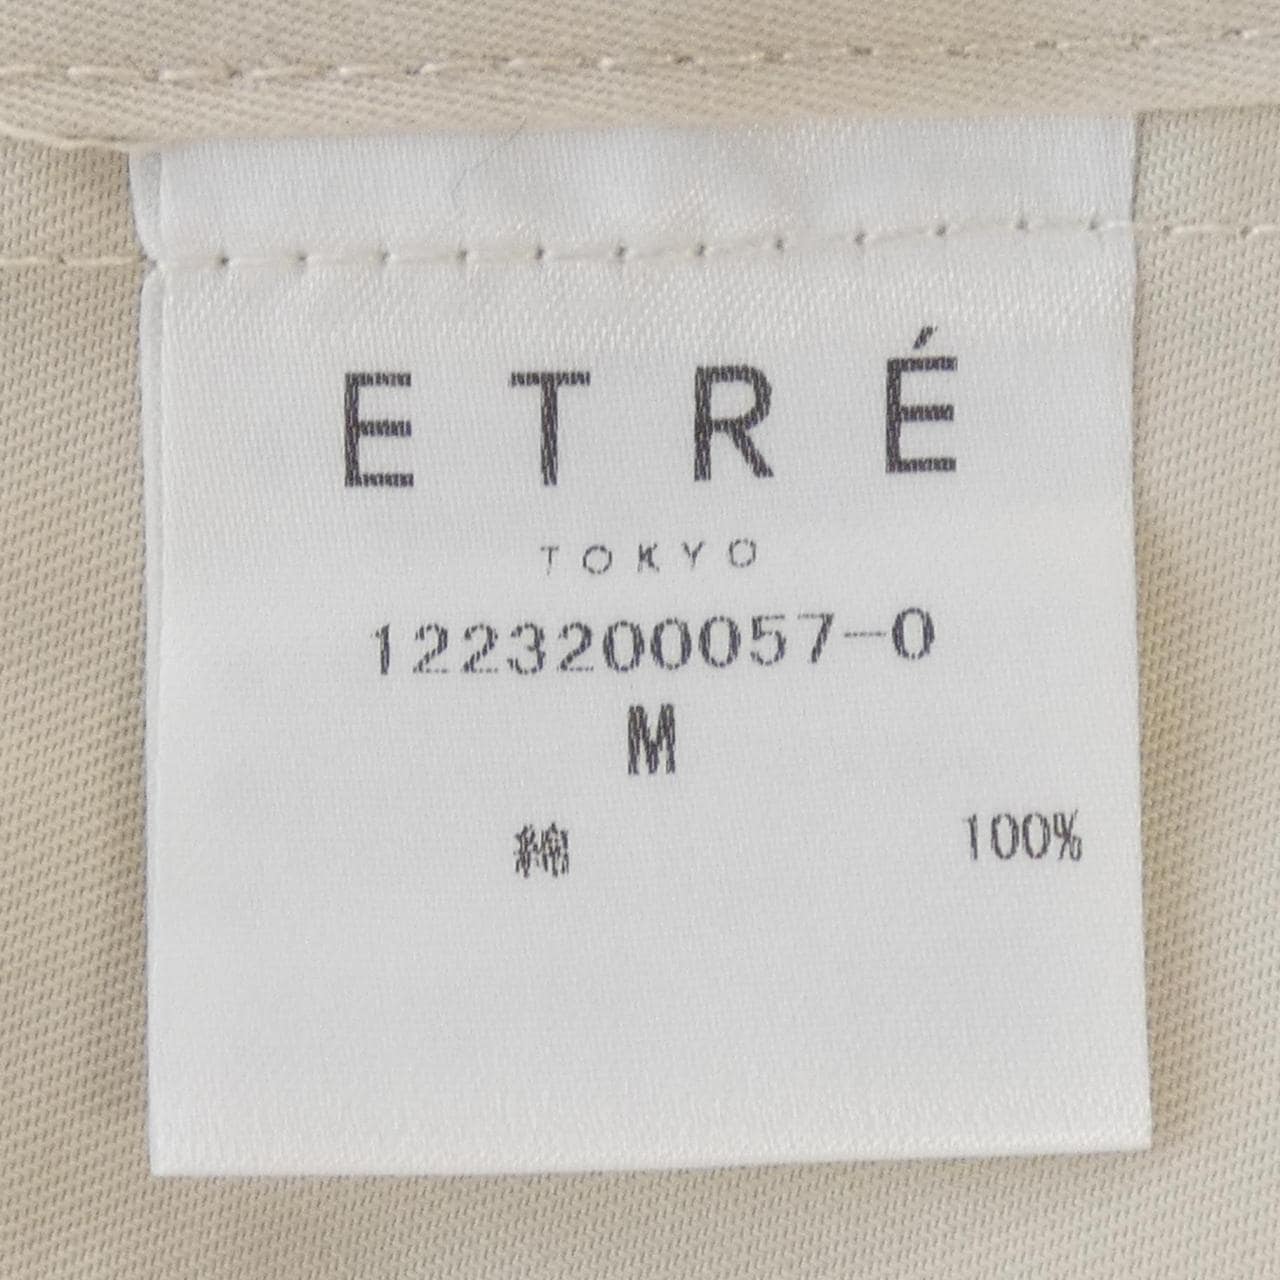 ETRÉ
TOKYO
1223200057-0
M
綿 100%